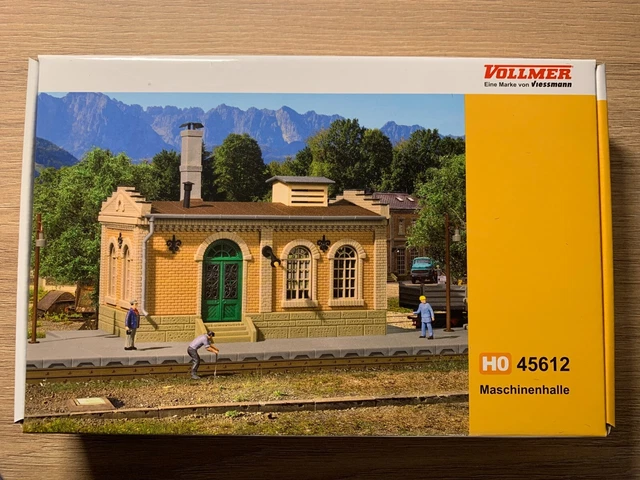 VOLLMER
Eine Marke von Viessmann
H0 45612
Maschinenhalle